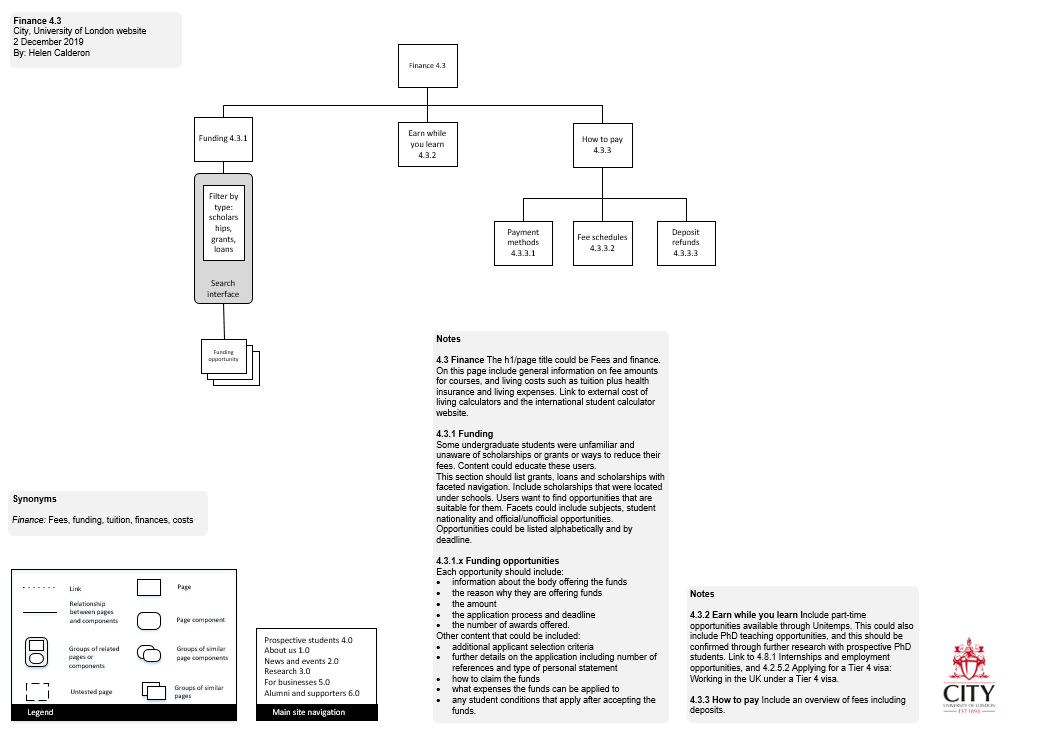 Finance 4.3
City, University of London website
2 December 2019
By: Helen Calderon
Finance 4.3
Funding 4.3.1
Earn while
you learn
4.3.2
How to pay
4.3.3
Filter by
type:
scholars
hips,
grants,
loans
Search
interface
Payment
methods
4.3.3.1
Fee schedules
4.3.3.2
Deposit
refunds
4.3.3.3
Funding
opportunity
Notes
4.3 Finance The h1/page title could be Fees and finance.
On this page include general information on fee amounts
for courses, and living costs such as tuition plus health
insurance and living expenses. Link to external cost of
living calculators and the international student calculator
website.
4.3.1 Funding
Some undergraduate students were unfamiliar and
unaware of scholarships or grants or ways to reduce their
fees. Content could educate these users.
This section should list grants, loans and scholarships with
faceted navigation. Include scholarships that were located
under schools. Users want to find opportunities that are
suitable for them. Facets could include subjects, student
nationality and official/unofficial opportunities.
Opportunities could be listed alphabetically and by
deadline.
4.3.1.x Funding opportunities
Each opportunity should include:
• information about the body offering the funds
• the reason why they are offering funds
• the amount
• the application process and deadline
• the number of awards offered.
Other content that could be included:
• additional applicant selection criteria
• further details on the application including number of
references and type of personal statement
• how to claim the funds
• what expenses the funds can be applied to
• any student conditions that apply after accepting the
funds.
Synonyms
Finance: Fees, funding, tuition, finances, costs
Link
Page
Relationship
between pages
and components
Page component
Groups of related
pages or
components
Groups of similar
page components
Untested page
Groups of similar
pages
Legend
Prospective students 4.0
About us 1.0
News and events 2.0
Research 3.0
For businesses 5.0
Alumni and supporters 6.0
Main site navigation
Notes
4.3.2 Earn while you learn Include part-time
opportunities available through Unitemps. This could also
include PhD teaching opportunities, and this should be
confirmed through further research with prospective PhD
students. Link to 4.8.1 Internships and employment
opportunities, and 4.2.5.2 Applying for a Tier 4 visa:
Working in the UK under a Tier 4 visa.
4.3.3 How to pay Include an overview of fees including
deposits.
CITY
UNIVERSITY OF LONDON
EST 1894